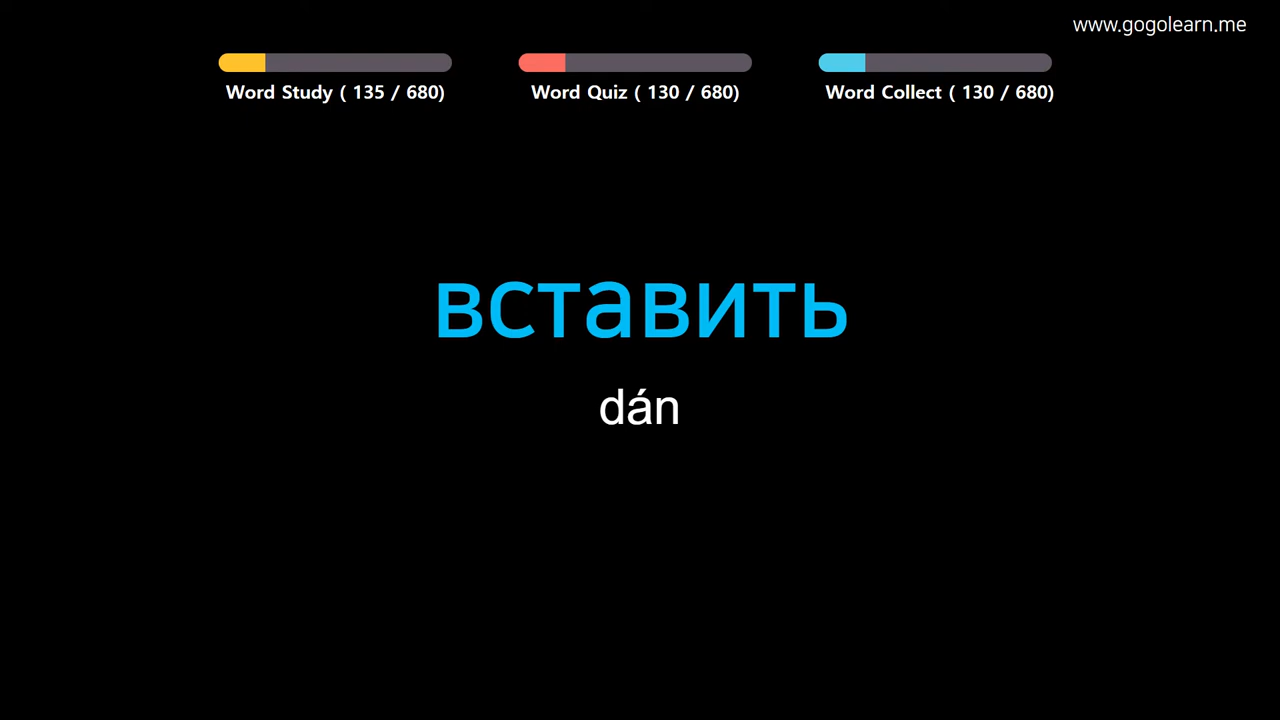 www.gogolearn.me
Word Study ( 135 / 680)
Word Quiz ( 130 / 680)
Word Collect ( 130 / 680)
вставить
dán